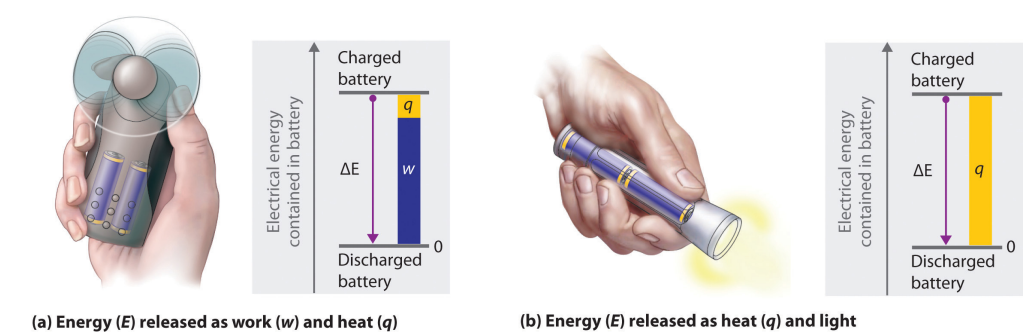 Electrical energy
contained in battery
Charged
battery
q
ΔE
w
0
Discharged
battery
(a) Energy (E) released as work (w) and heat (q)
Electrical energy
contained in battery
Charged
battery
ΔE
q
0
Discharged
battery
(b) Energy (E) released as heat (q) and light